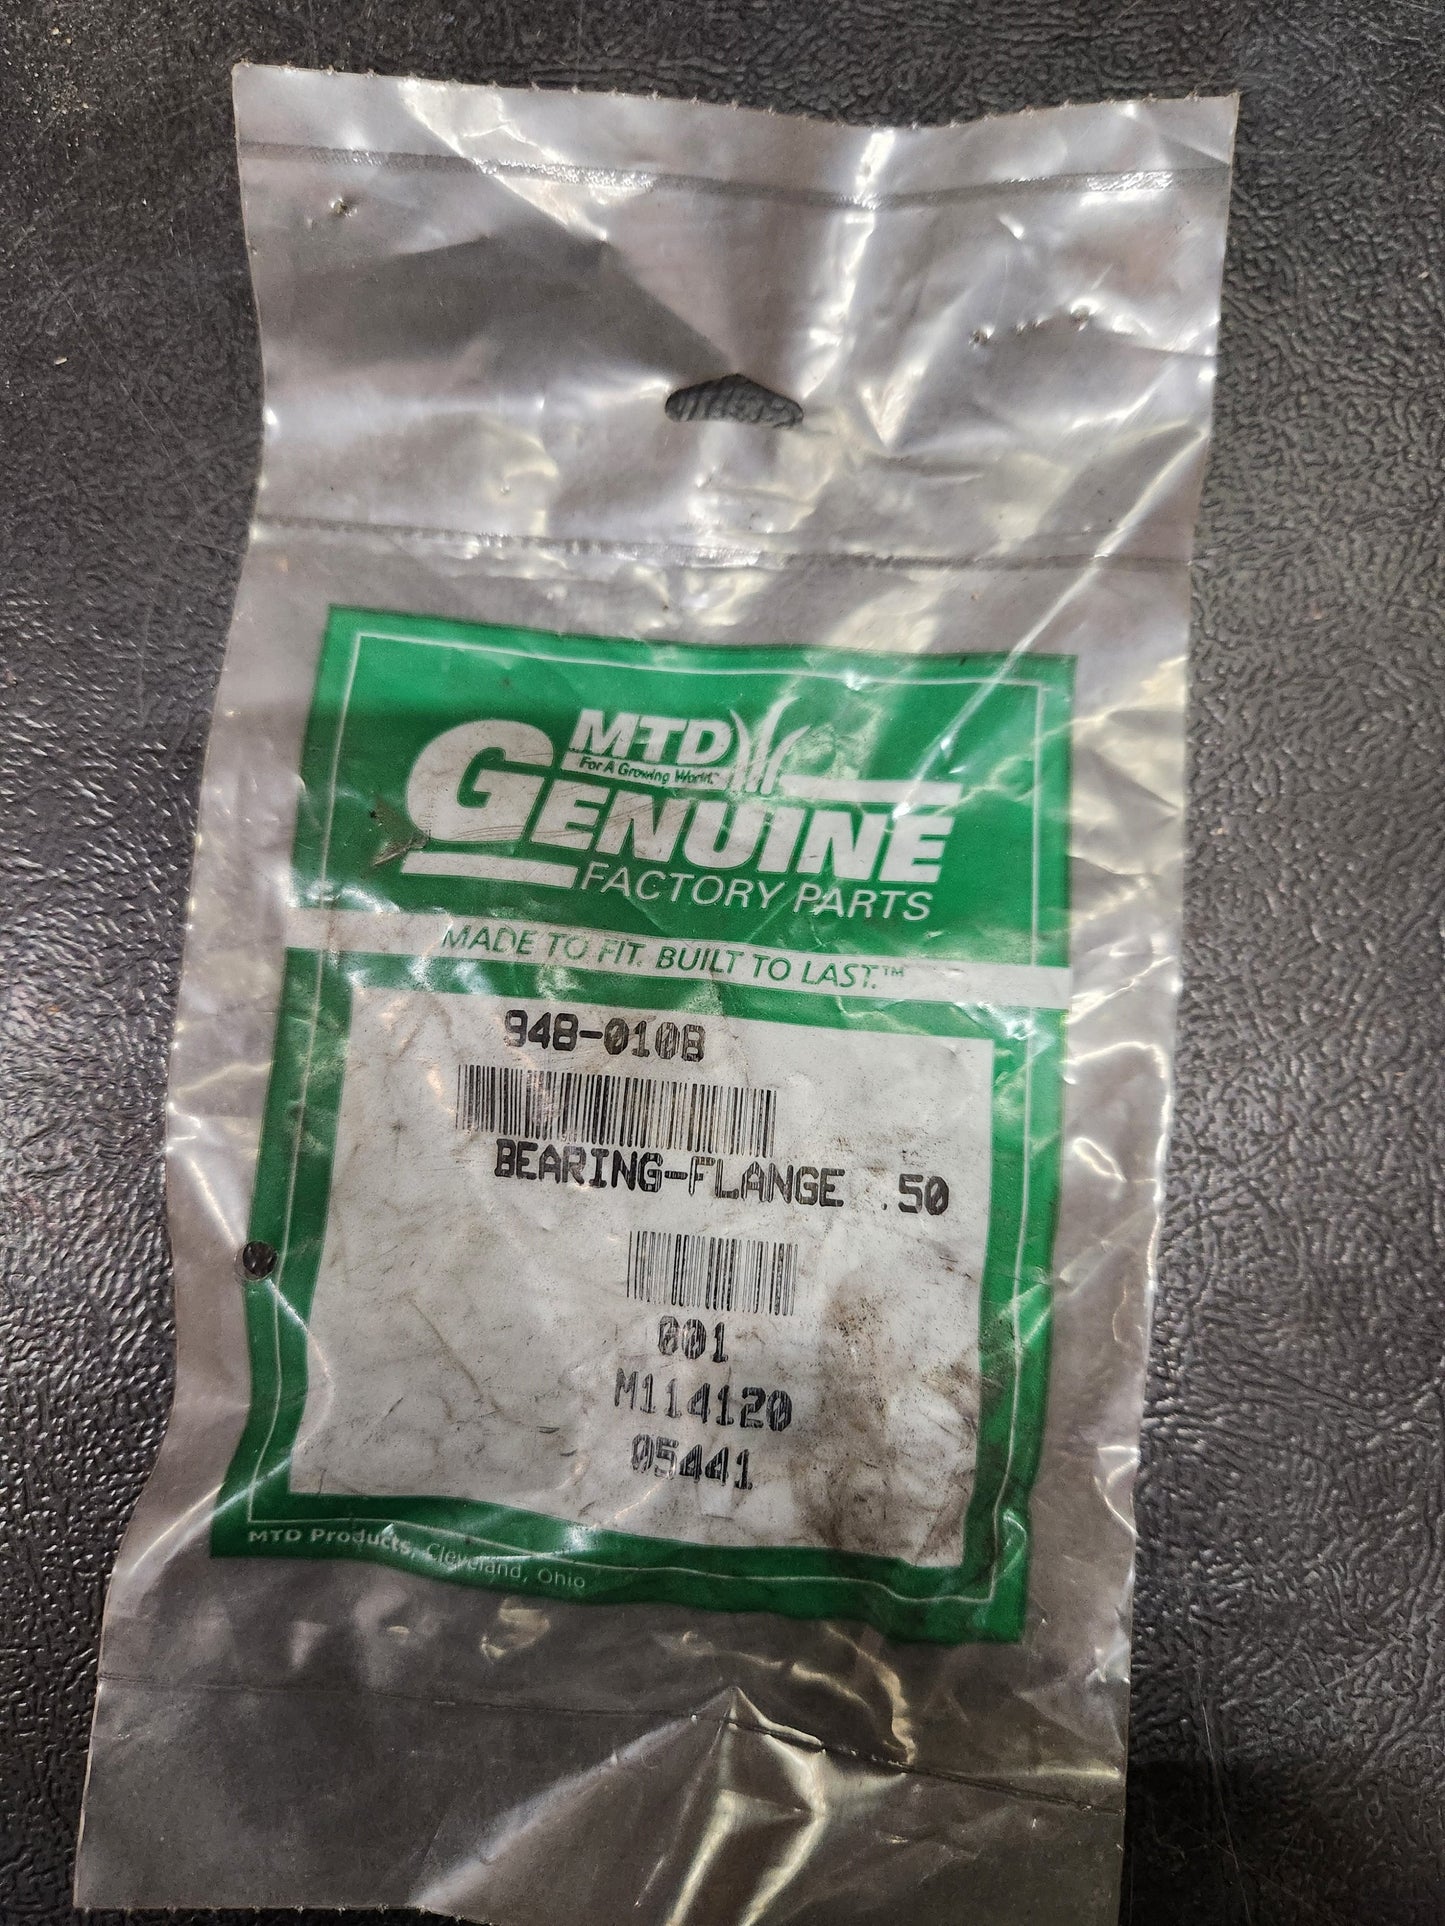 MTD
For A Growing World.™
GENUINE
FACTORY PARTS
MADE TO FIT. BUILT TO LAST.™
948-0108
BEARING-FLANGE .50
001
M114120
05441
MTD Products, Cleveland, Ohio